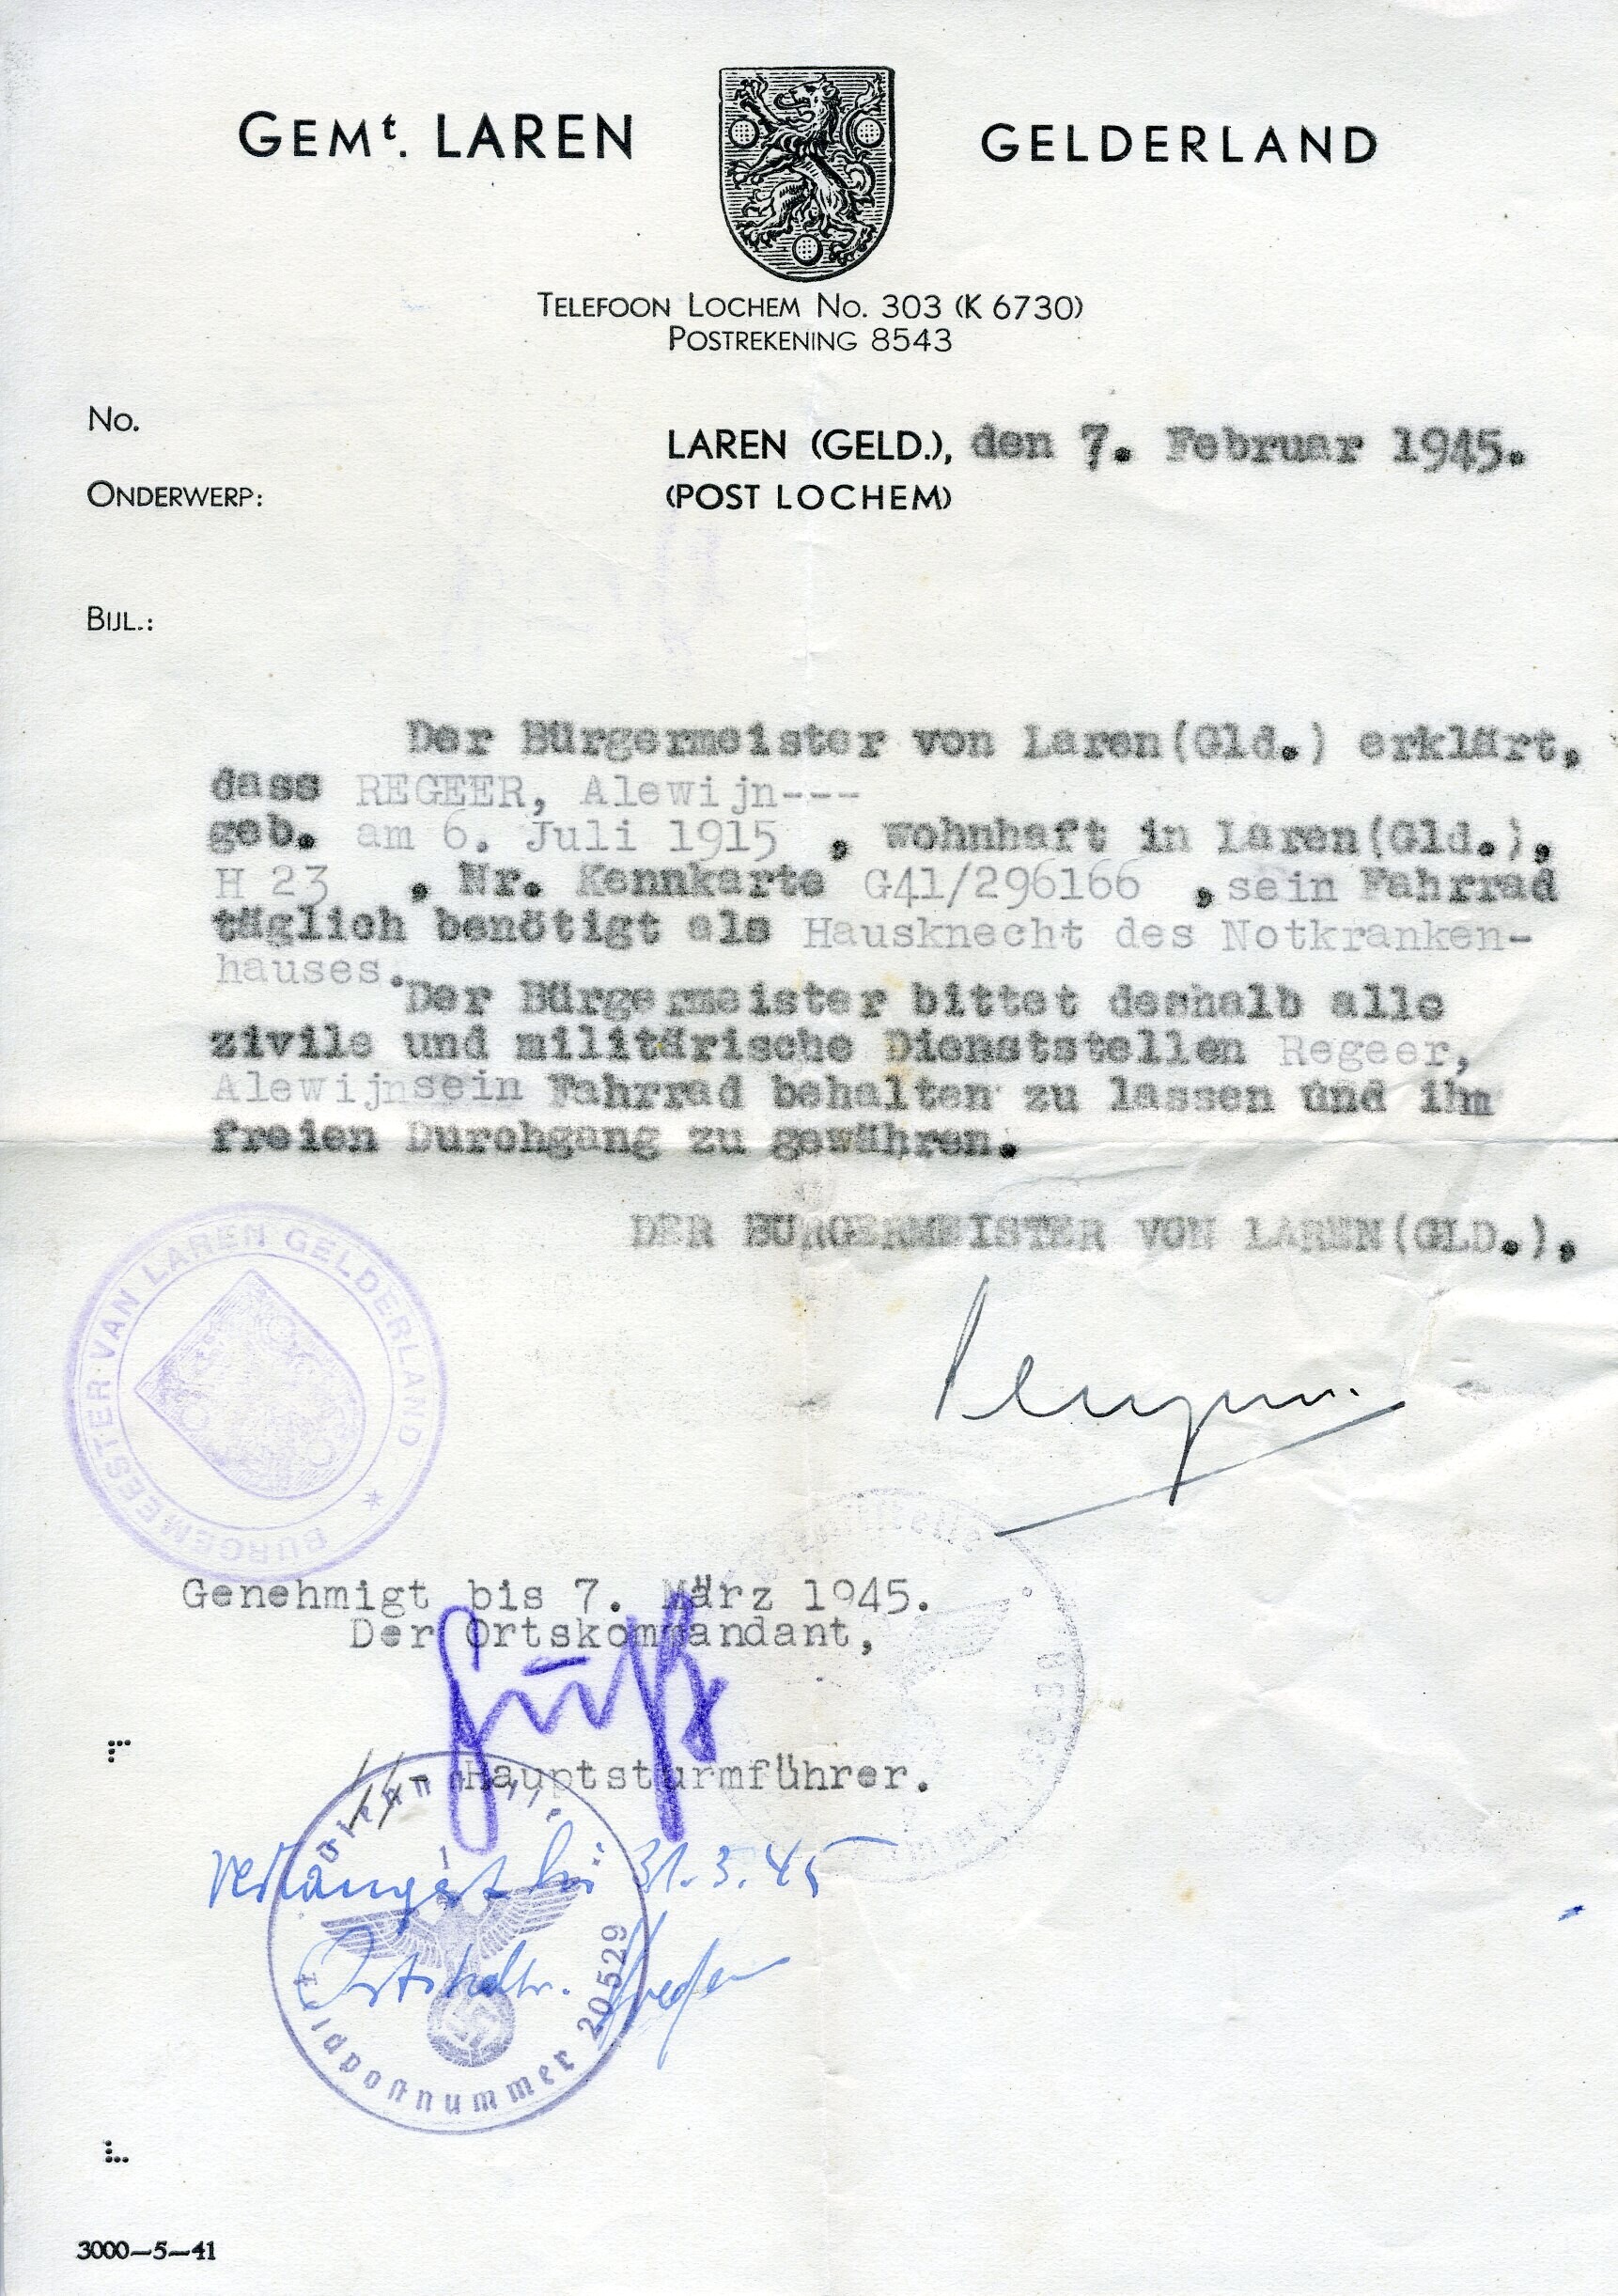 GEMt. LAREN GELDERLAND
TELEFOON LOCHEM No. 303 (K 6730)
POSTREKENING 8543
No.
LAREN (GELD.), den 7. Februar 1945.
ONDERWERP:
(POST LOCHEM)
BIJL.:
Der Bürgermeister von Laren(Gld.) erklärt,
dass REGEER, Alewijn---
geb. am 6. Juli 1915 , wohnhaft in Laren(Gld.),
H 23 , Nr. Kennkarte G41/296166 , sein Fahrrad
täglich benötigt als Hausknecht des Notkranken-
hauses.
Der Bürgermeister bittet deshalb alle
zivile und militärische Dienststellen Regeer,
Alewijn sein Fahrrad behalten zu lassen und ihm
freien Durchgang zu gewähren.
DER BURGERMEISTER VON LAREN(GLD.),
BURGEMEESTER VAN LAREN GELDERLAND *
Genehmigt bis 7. März 1945.
Der Ortskommandant,
Hauptsturmführer.
verlängert bis 31.3.45
Ortskdtr.
Feldpostnummer 20529
3000—5—41